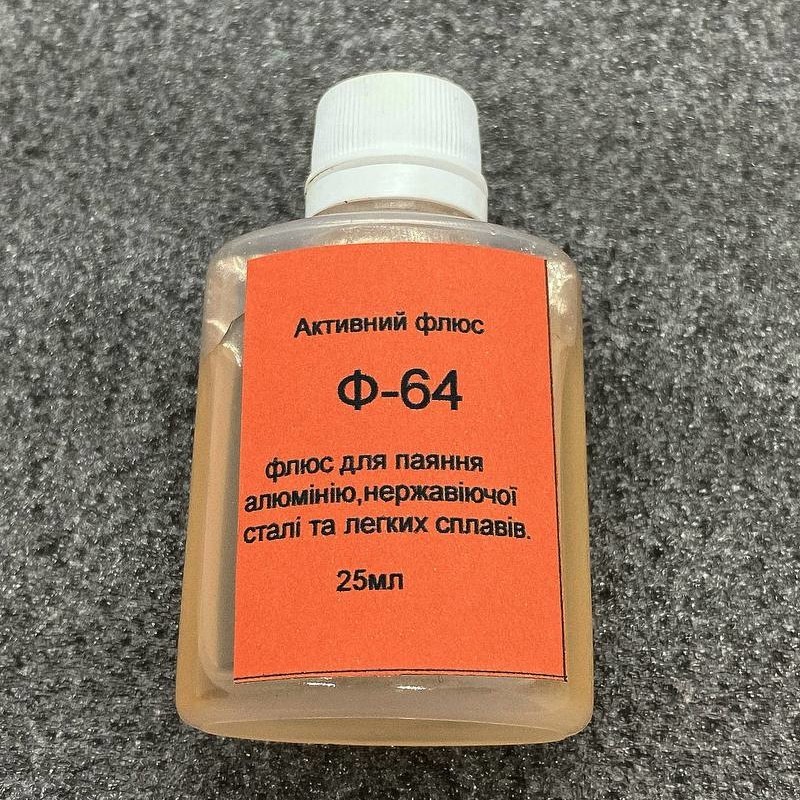 Активний флюс
Ф-64
флюс для паяння
алюмінію,нержавіючої
сталі та легких сплавів.
25мл